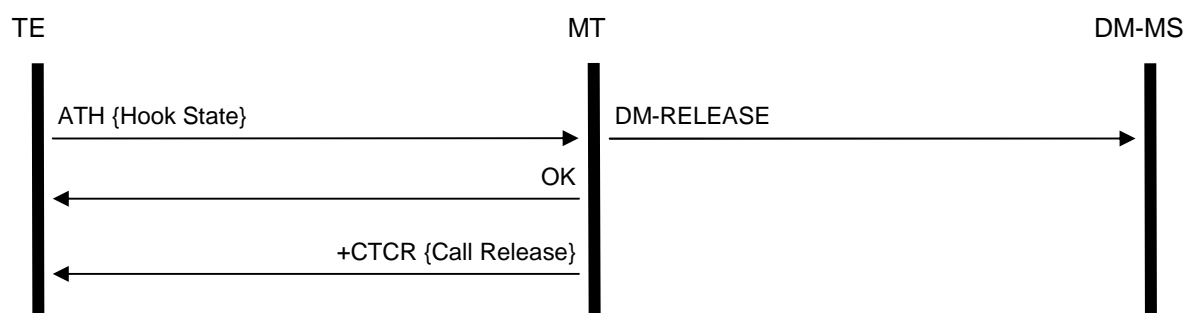 TE MT DM-MS
ATH {Hook State} DM-RELEASE
OK
+CTCR {Call Release}